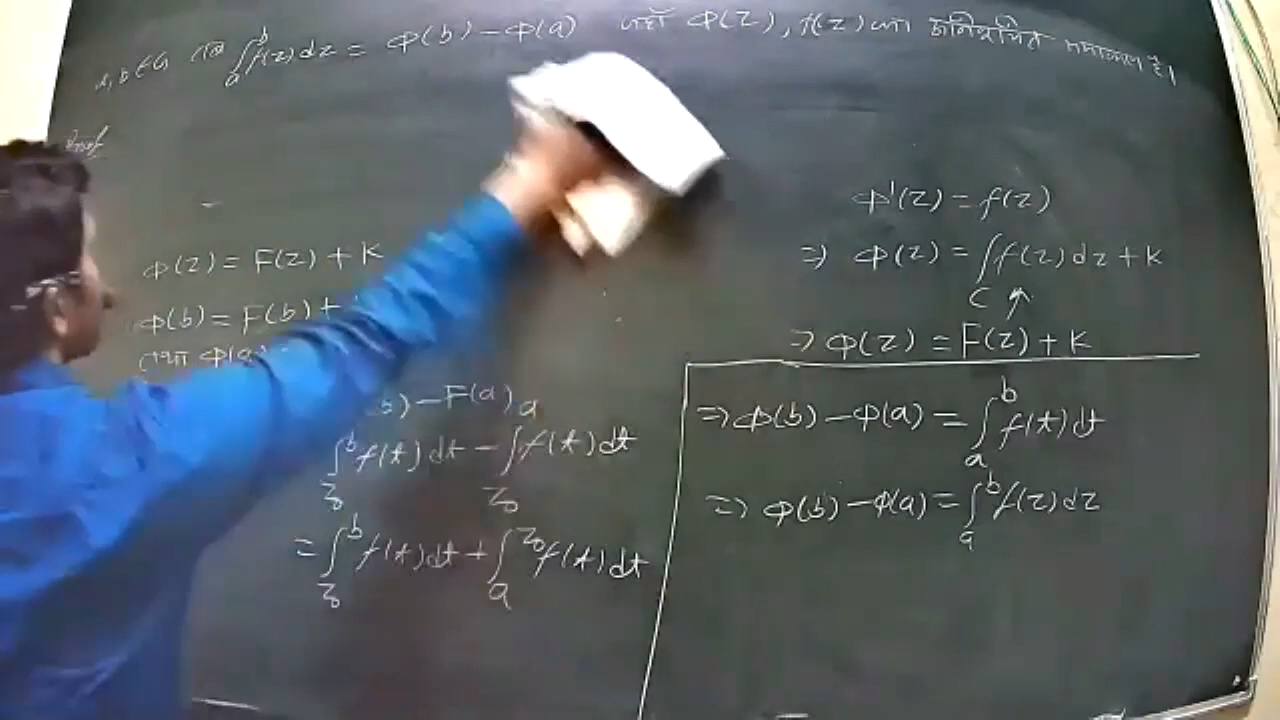 a, b ∈ G तब ∫_a^b f(z)dz = Φ(b) − Φ(a) जहाँ Φ(z), f(z) का अनिश्चित समाकल है।
Proof
Φ(z) = F(z) + K
Φ(b) = F(b) +
तथा Φ(a)
b) − F(a)
∫_{z₀}^b f(t)dt − ∫_{z₀}^a f(t)dt
= ∫_{z₀}^b f(t)dt + ∫_a^{z₀} f(t)dt
Φ'(z) = f(z)
⇒ Φ(z) = ∫_C f(z)dz + K
⇒ Φ(z) = F(z) + K
⇒ Φ(b) − Φ(a) = ∫_a^b f(t)dt
⇒ Φ(b) − Φ(a) = ∫_a^b f(z)dz